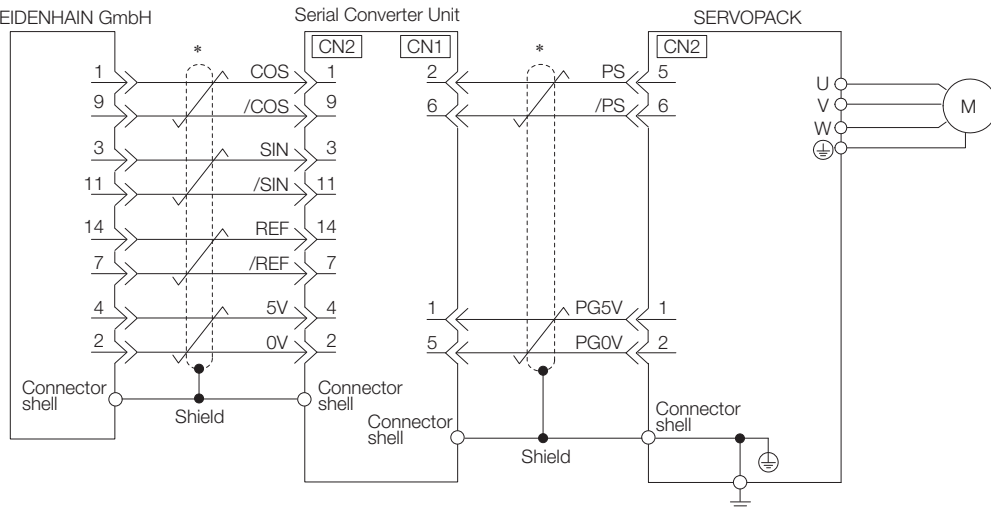 EIDENHAIN GmbH
Serial Converter Unit
SERVOPACK
*
CN2
CN1
*
CN2
1 COS 1
2 PS 5
9 /COS 9
6 /PS 6
3 SIN 3
11 /SIN 11
14 REF 14
7 /REF 7
4 5V 4
1 PG5V 1
2 0V 2
5 PG0V 2
U
V
W
M
Connector
shell
Shield
Connector
shell
Connector
shell
Shield
Connector
shell